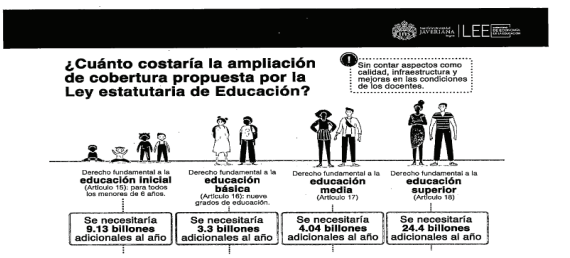 JAVERIANA
LEE
¿Cuánto costaría la ampliación
de cobertura propuesta por la
Ley estatutaria de Educación?
!
Sin contar aspectos como
calidad, infraestructura y
mejoras en las condiciones
de los docentes.
Derecho fundamental a la
educación inicial
(Artículo 15): para todos
los menores de 6 años.
Derecho fundamental a la
educación
básica
(Artículo 16): nueve
grados de educación.
Derecho fundamental a la
educación
media
(Artículo 17)
Derecho fundamental a la
educación
superior
(Artículo 18)
Se necesitaría
9.13 billones
adicionales al año
Se necesitaría
3.3 billones
adicionales al año
Se necesitaría
4.04 billones
adicionales al año
Se necesitaría
24.4 billones
adicionales al año